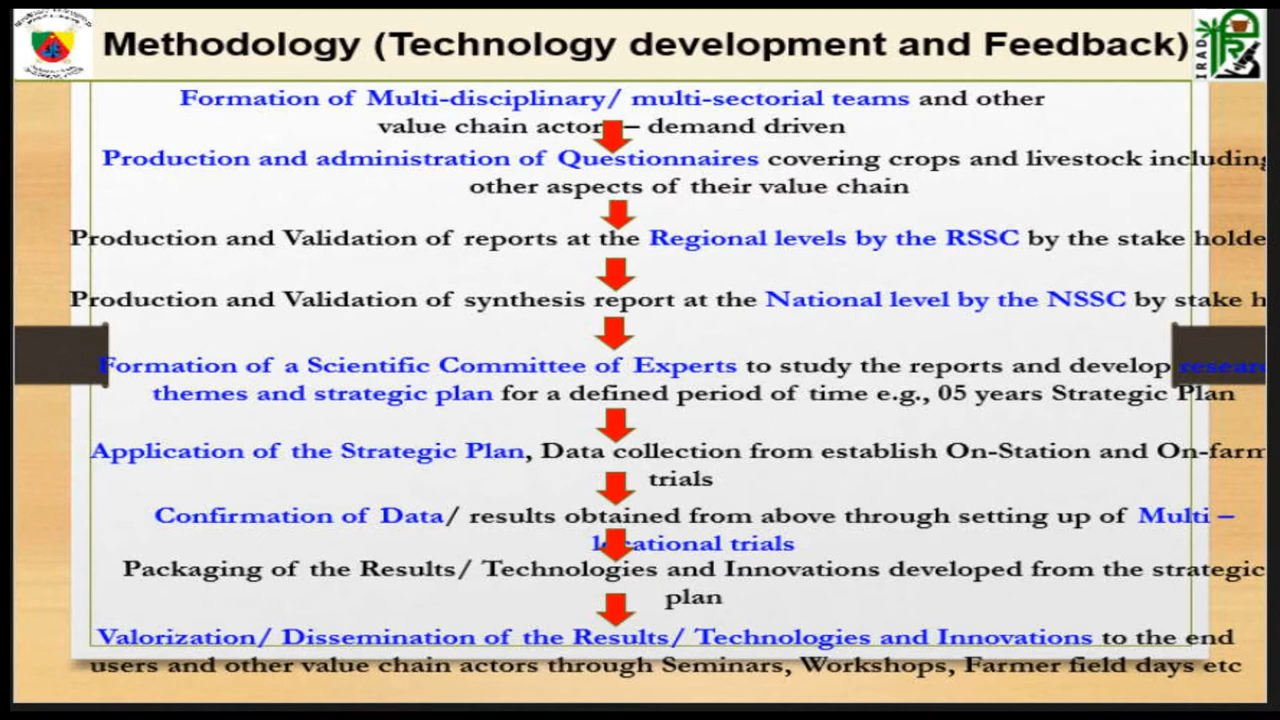 Methodology (Technology development and Feedback)
IRAD
Formation of Multi-disciplinary/ multi-sectorial teams and other
value chain – demand driven
Production and administration of Questionnaires covering crops and livestock including
other aspects of their value chain
Production and Validation of reports at the Regional levels by the RSSC by the stake holde
Production and Validation of synthesis report at the National level by the NSSC by stake h
Formation of a Scientific Committee of Experts to study the reports and develop resear
themes and strategic plan for a defined period of time e.g., 05 years Strategic Plan
Application of the Strategic Plan, Data collection from establish On-Station and On-farm
trials
Confirmation of Data/ results obtained from above through setting up of Multi –
locational trials
Packaging of the Results/ Technologies and Innovations developed from the strategic
plan
Valorization/ Dissemination of the Results/ Technologies and Innovations to the end
users and other value chain actors through Seminars, Workshops, Farmer field days etc